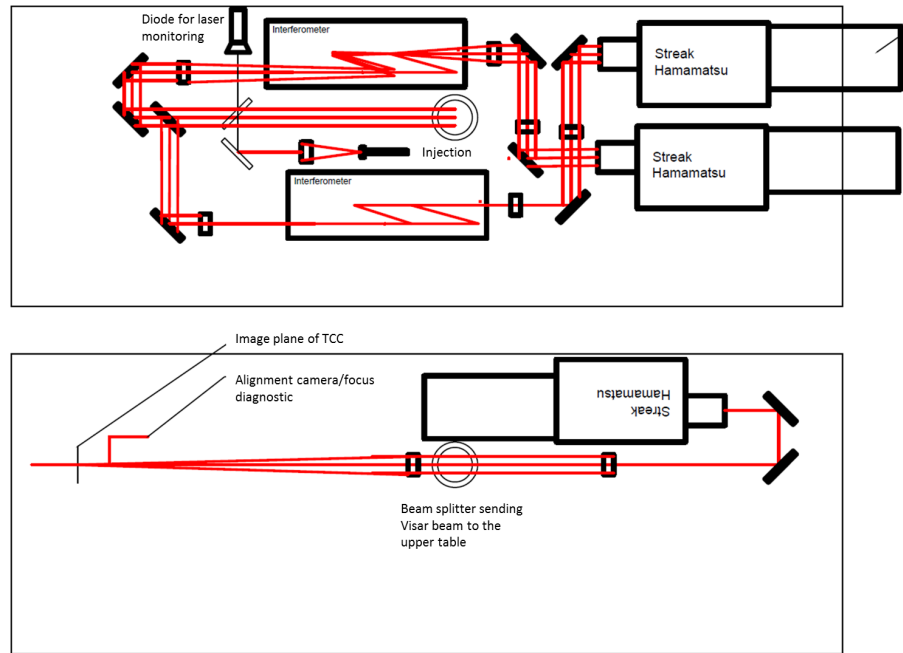 Diode for laser
monitoring
Interferometer
Streak
Hamamatsu
Injection
Streak
Hamamatsu
Interferometer
Image plane of TCC
Alignment camera/focus
diagnostic
Streak
Hamamatsu
Beam splitter sending
Visar beam to the
upper table